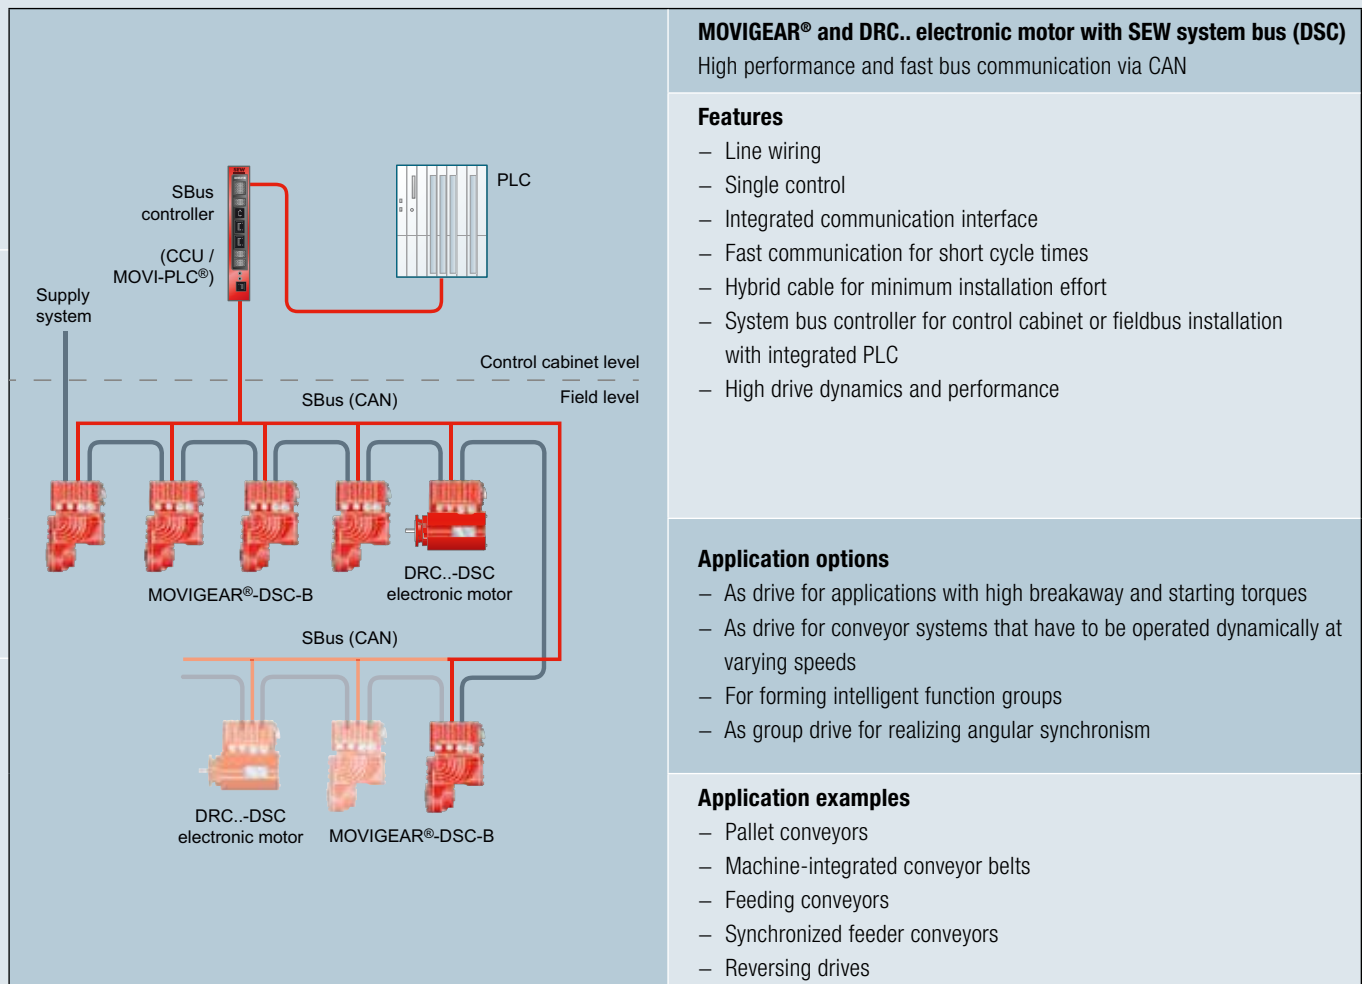 SBus
controller
(CCU /
MOVI-PLC®)
PLC
Supply
system
Control cabinet level
Field level
SBus (CAN)
MOVIGEAR®-DSC-B
DRC..-DSC
electronic motor
SBus (CAN)
DRC..-DSC
electronic motor
MOVIGEAR®-DSC-B
MOVIGEAR® and DRC.. electronic motor with SEW system bus (DSC)
High performance and fast bus communication via CAN
Features
– Line wiring
– Single control
– Integrated communication interface
– Fast communication for short cycle times
– Hybrid cable for minimum installation effort
– System bus controller for control cabinet or fieldbus installation
with integrated PLC
– High drive dynamics and performance
Application options
– As drive for applications with high breakaway and starting torques
– As drive for conveyor systems that have to be operated dynamically at
varying speeds
– For forming intelligent function groups
– As group drive for realizing angular synchronism
Application examples
– Pallet conveyors
– Machine-integrated conveyor belts
– Feeding conveyors
– Synchronized feeder conveyors
– Reversing drives